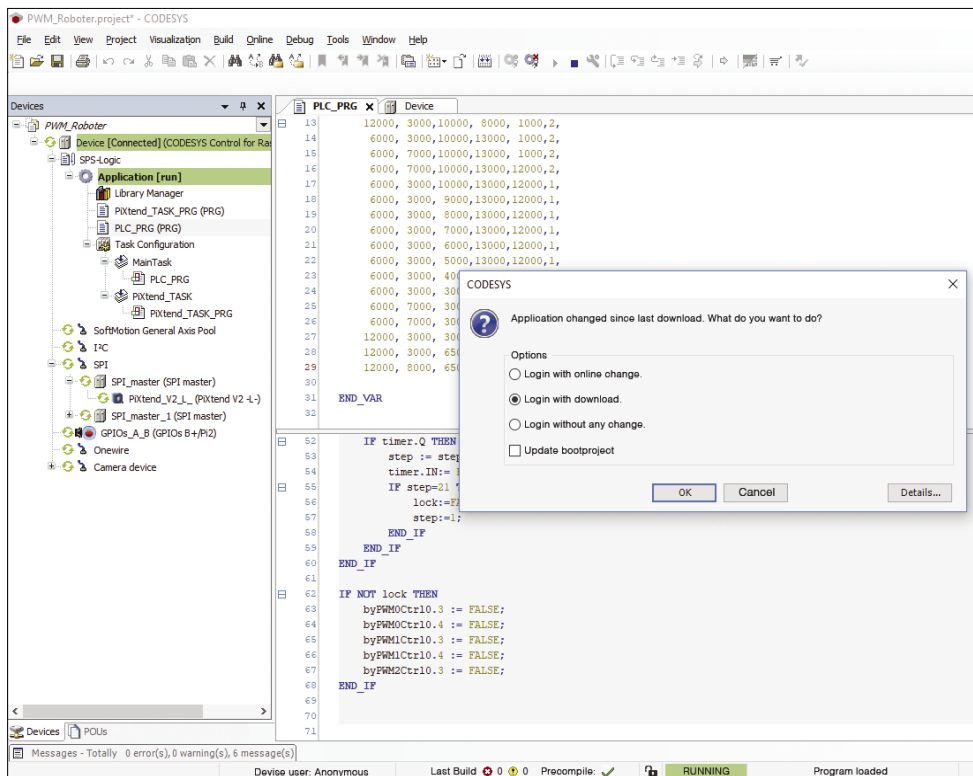 PWM_Roboter.project* - CODESYS
File Edit View Project Visualization Build Online Debug Tools Window Help
Devices
PWM_Roboter
Device [Connected] (CODESYS Control for Ras
SPS-Logic
Application [run]
Library Manager
PiXtend_TASK_PRG (PRG)
PLC_PRG (PRG)
Task Configuration
MainTask
PLC_PRG
PiXtend_TASK
PiXtend_TASK_PRG
SoftMotion General Axis Pool
I²C
SPI
SPI_master (SPI master)
PiXtend_V2_L_ (PiXtend V2 -L-)
SPI_master_1 (SPI master)
GPIOs_A_B (GPIOs B+/Pi2)
Onewire
Camera device
Devices POUs
PLC_PRG Device
13 12000, 3000,10000, 8000, 1000,2,
14 6000, 3000,10000,13000, 1000,2,
15 6000, 7000,10000,13000, 1000,2,
16 6000, 7000,10000,13000,12000,2,
17 6000, 3000,10000,13000,12000,1,
18 6000, 3000, 9000,13000,12000,1,
19 6000, 3000, 8000,13000,12000,1,
20 6000, 3000, 7000,13000,12000,1,
21 6000, 3000, 6000,13000,12000,1,
22 6000, 3000, 5000,13000,12000,1,
23 6000, 3000, 400
24 6000, 3000, 300
25 6000, 7000, 300
26 6000, 7000, 300
27 12000, 3000, 300
28 12000, 3000, 650
29 12000, 8000, 650
30
31 END_VAR
32
52 IF timer.Q THEN
53 step := step
54 timer.IN:=
55 IF step=21
56 lock:=FA
57 step:=1;
58 END_IF
59 END_IF
60 END_IF
61
62 IF NOT lock THEN
63 byPWM0Ctrl0.3 := FALSE;
64 byPWM0Ctrl0.4 := FALSE;
65 byPWM1Ctrl0.3 := FALSE;
66 byPWM1Ctrl0.4 := FALSE;
67 byPWM2Ctrl0.3 := FALSE;
68 END_IF
69
70
71
CODESYS
Application changed since last download. What do you want to do?
Options
Login with online change.
Login with download.
Login without any change.
Update bootproject
OK Cancel Details...
Messages - Totally 0 error(s), 0 warning(s), 6 message(s)
Devise user: Anonymous Last Build 0 0 Precompile: RUNNING Program loaded